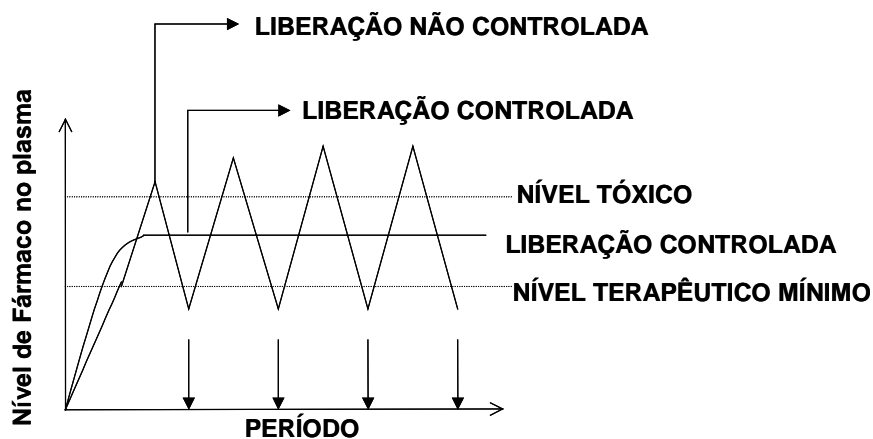 LIBERAÇÃO NÃO CONTROLADA
LIBERAÇÃO CONTROLADA
Nível de Fármaco no plasma
NÍVEL TÓXICO
LIBERAÇÃO CONTROLADA
NÍVEL TERAPÊUTICO MÍNIMO
PERÍODO